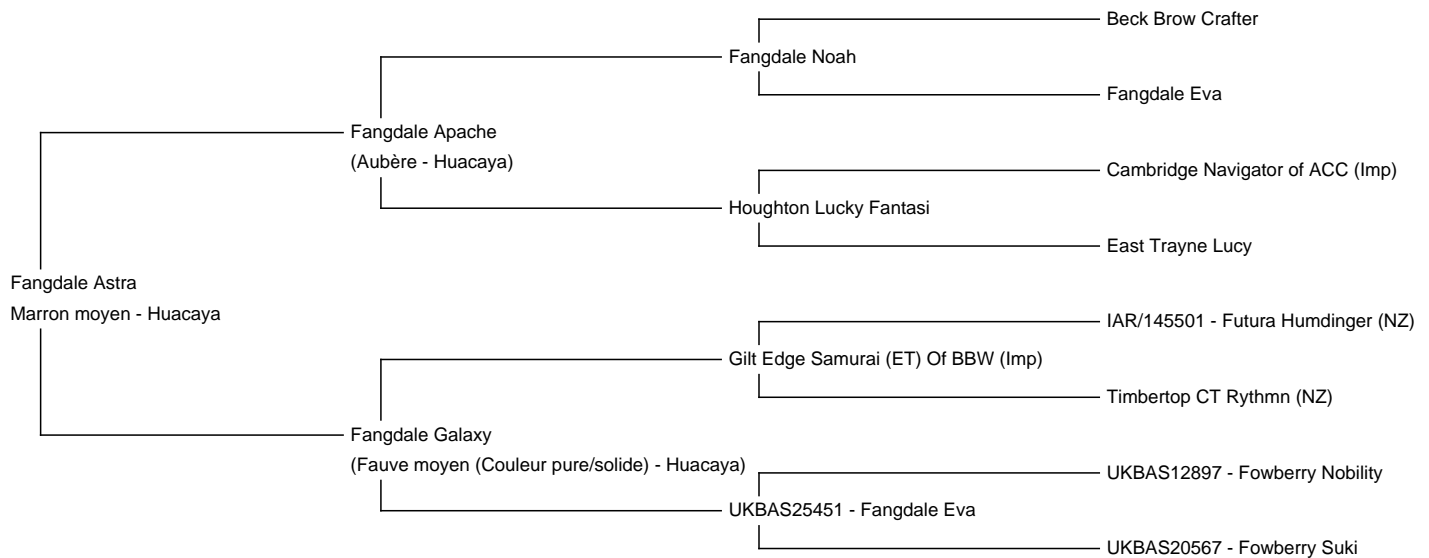 Beck Brow Crafter
Fangdale Noah
Fangdale Eva
Fangdale Apache
(Aubère - Huacaya)
Cambridge Navigator of ACC (Imp)
Houghton Lucky Fantasi
East Trayne Lucy
Fangdale Astra
Marron moyen - Huacaya
IAR/145501 - Futura Humdinger (NZ)
Gilt Edge Samurai (ET) Of BBW (Imp)
Timbertop CT Rythmn (NZ)
Fangdale Galaxy
(Fauve moyen (Couleur pure/solide) - Huacaya)
UKBAS12897 - Fowberry Nobility
UKBAS25451 - Fangdale Eva
UKBAS20567 - Fowberry Suki